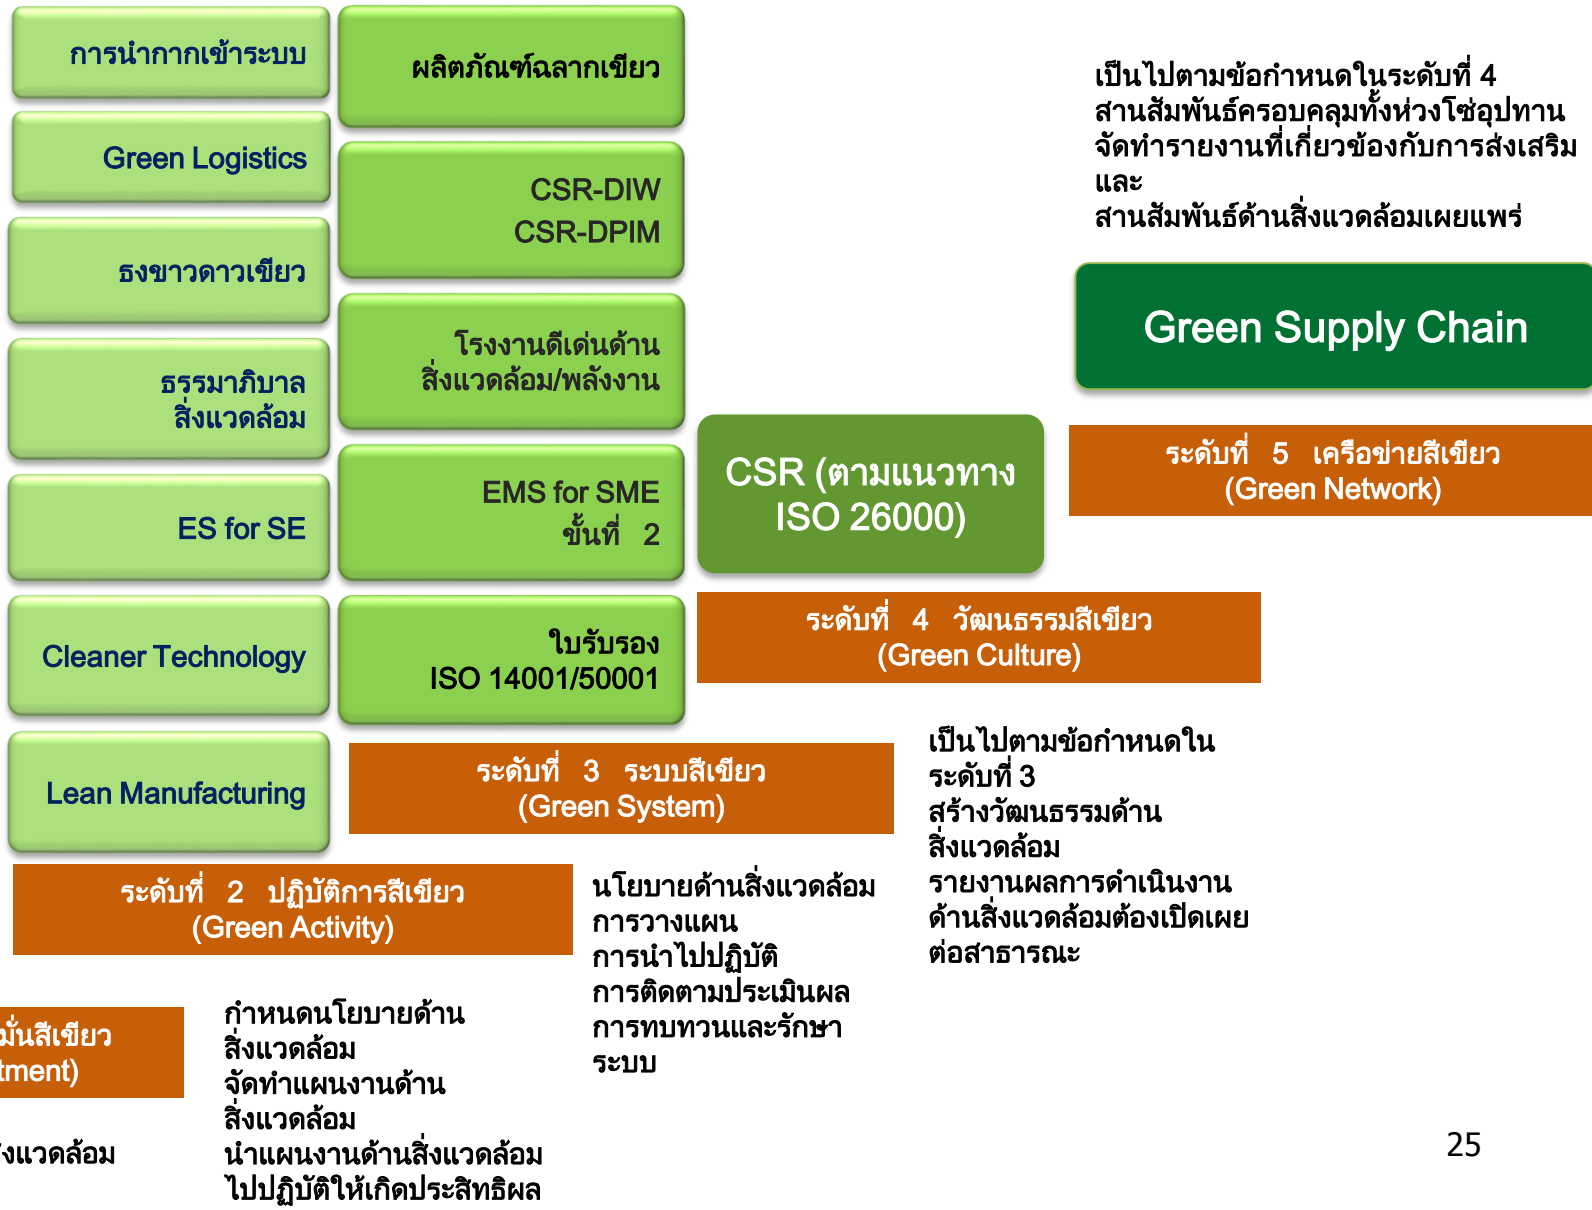 การนำกากเข้าระบบ
Green Logistics
ธงขาวดาวเขียว
ธรรมาภิบาล
สิ่งแวดล้อม
ES for SE
Cleaner Technology
Lean Manufacturing
ระดับที่ 2 ปฏิบัติการสีเขียว
(Green Activity)
มั่นสีเขียว
tment)
งแวดล้อม
กำหนดนโยบายด้าน
สิ่งแวดล้อม
จัดทำแผนงานด้าน
สิ่งแวดล้อม
นำแผนงานด้านสิ่งแวดล้อม
ไปปฏิบัติให้เกิดประสิทธิผล
ผลิตภัณฑ์ฉลากเขียว
CSR-DIW
CSR-DPIM
โรงงานดีเด่นด้าน
สิ่งแวดล้อม/พลังงาน
EMS for SME
ขั้นที่ 2
ใบรับรอง
ISO 14001/50001
ระดับที่ 3 ระบบสีเขียว
(Green System)
นโยบายด้านสิ่งแวดล้อม
การวางแผน
การนำไปปฏิบัติ
การติดตามประเมินผล
การทบทวนและรักษา
ระบบ
CSR (ตามแนวทาง
ISO 26000)
ระดับที่ 4 วัฒนธรรมสีเขียว
(Green Culture)
เป็นไปตามข้อกำหนดใน
ระดับที่ 3
สร้างวัฒนธรรมด้าน
สิ่งแวดล้อม
รายงานผลการดำเนินงาน
ด้านสิ่งแวดล้อมต้องเปิดเผย
ต่อสาธารณะ
เป็นไปตามข้อกำหนดในระดับที่ 4
สานสัมพันธ์ครอบคลุมทั้งห่วงโซ่อุปทาน
จัดทำรายงานที่เกี่ยวข้องกับการส่งเสริม
และ
สานสัมพันธ์ด้านสิ่งแวดล้อมเผยแพร่
Green Supply Chain
ระดับที่ 5 เครือข่ายสีเขียว
(Green Network)
25